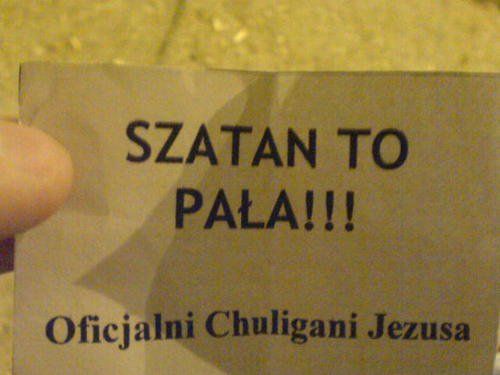 SZATAN TO
PAŁA!!!
Oficjalni Chuligani Jezusa